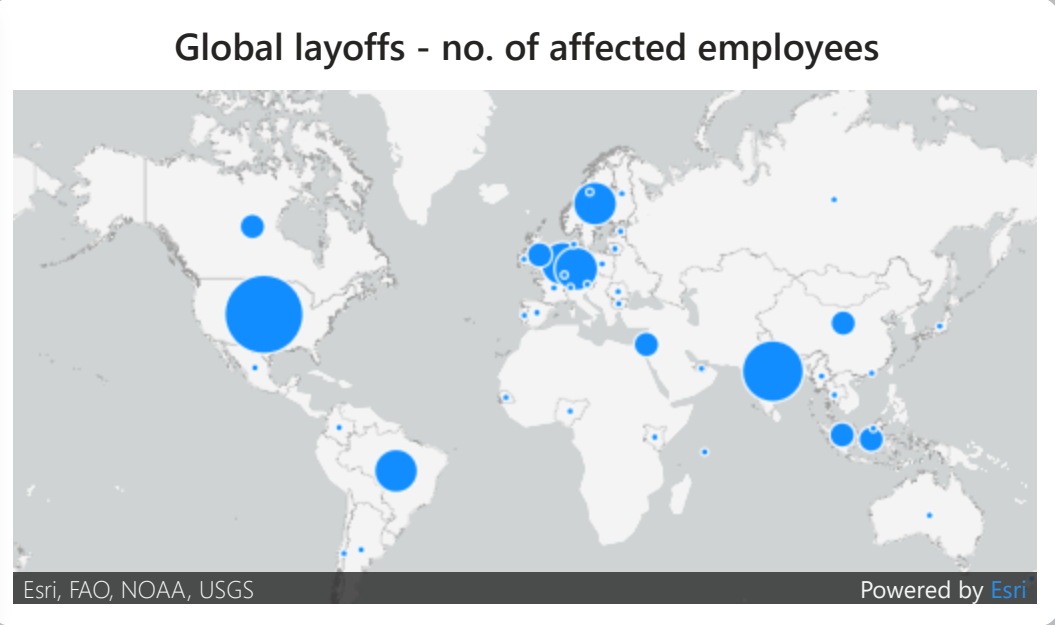 Global layoffs - no. of affected employees
Esri, FAO, NOAA, USGS
Powered by Esri